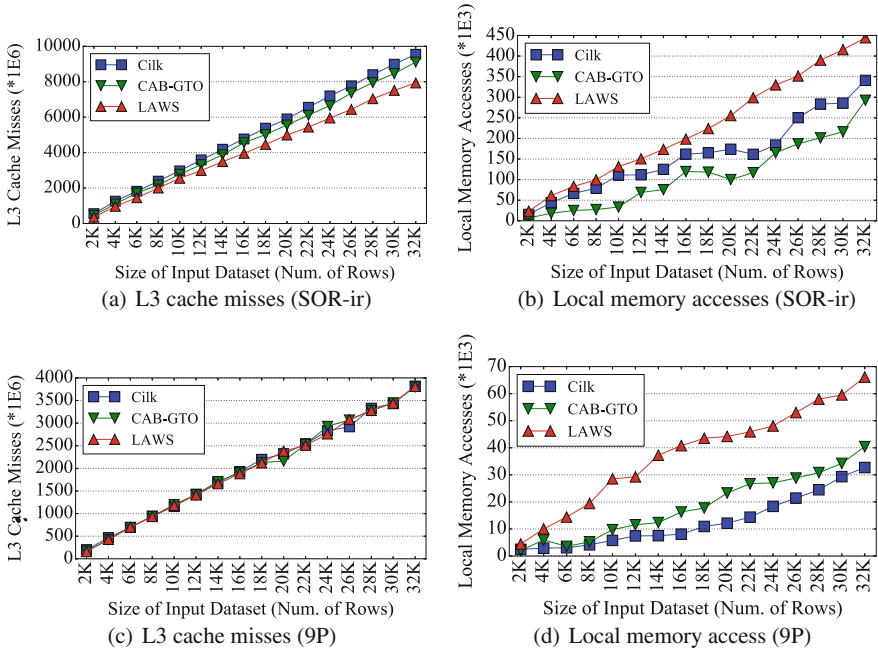 L3 Cache Misses (*1E6)
10000
8000
6000
4000
2000
0
Cilk
CAB-GTO
LAWS
2K 4K 6K 8K 10K 12K 14K 16K 18K 20K 22K 24K 26K 28K 30K 32K
Size of Input Dataset (Num. of Rows)
(a) L3 cache misses (SOR-ir)
Local Memory Accesses (*1E3)
450
400
350
300
250
200
150
100
50
0
Cilk
CAB-GTO
LAWS
2K 4K 6K 8K 10K 12K 14K 16K 18K 20K 22K 24K 26K 28K 30K 32K
Size of Input Dataset (Num. of Rows)
(b) Local memory accesses (SOR-ir)
L3 Cache Misses (*1E6)
4000
3500
3000
2500
2000
1500
1000
500
0
Cilk
CAB-GTO
LAWS
2K 4K 6K 8K 10K 12K 14K 16K 18K 20K 22K 24K 26K 28K 30K 32K
Size of Input Dataset (Num. of Rows)
(c) L3 cache misses (9P)
Local Memory Accesses (*1E3)
70
60
50
40
30
20
10
0
Cilk
CAB-GTO
LAWS
2K 4K 6K 8K 10K 12K 14K 16K 18K 20K 22K 24K 26K 28K 30K 32K
Size of Input Dataset (Num. of Rows)
(d) Local memory access (9P)